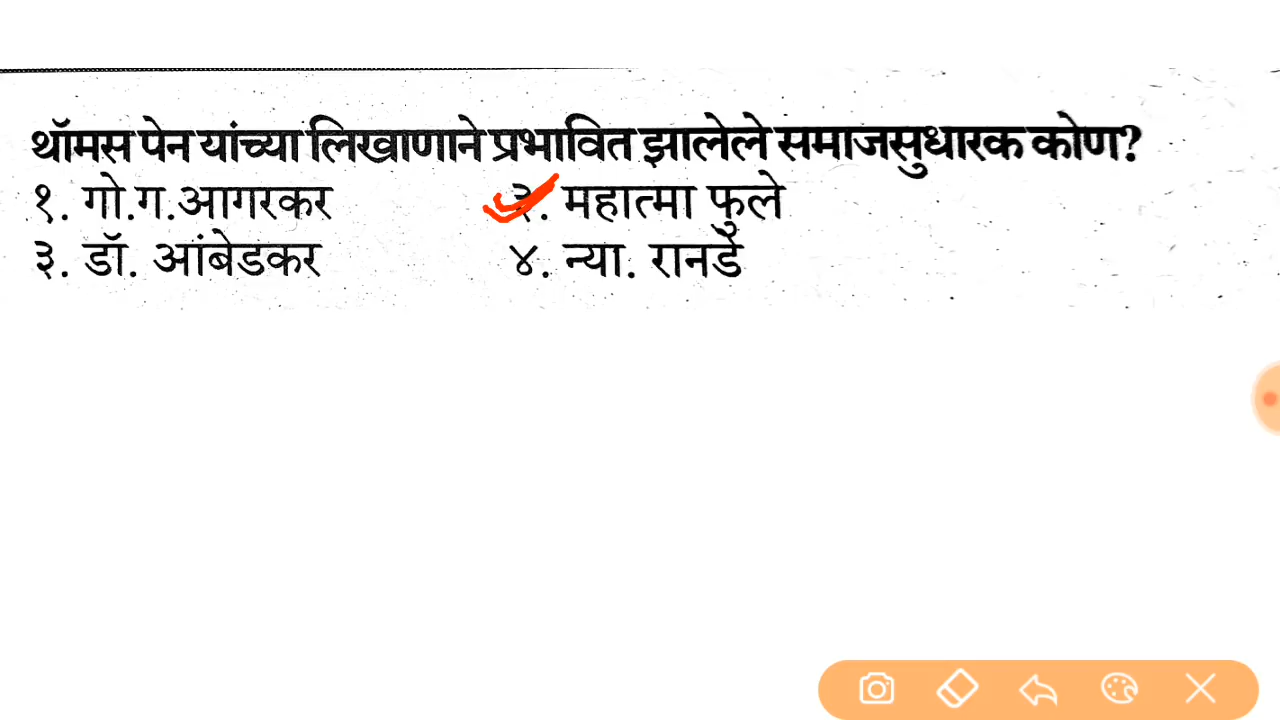 थॉमस पेन यांच्या लिखाणाने प्रभावित झालेले समाजसुधारक कोण?
१. गो.ग.आगरकर २. महात्मा फुले
३. डॉ. आंबेडकर ४. न्या. रानडे